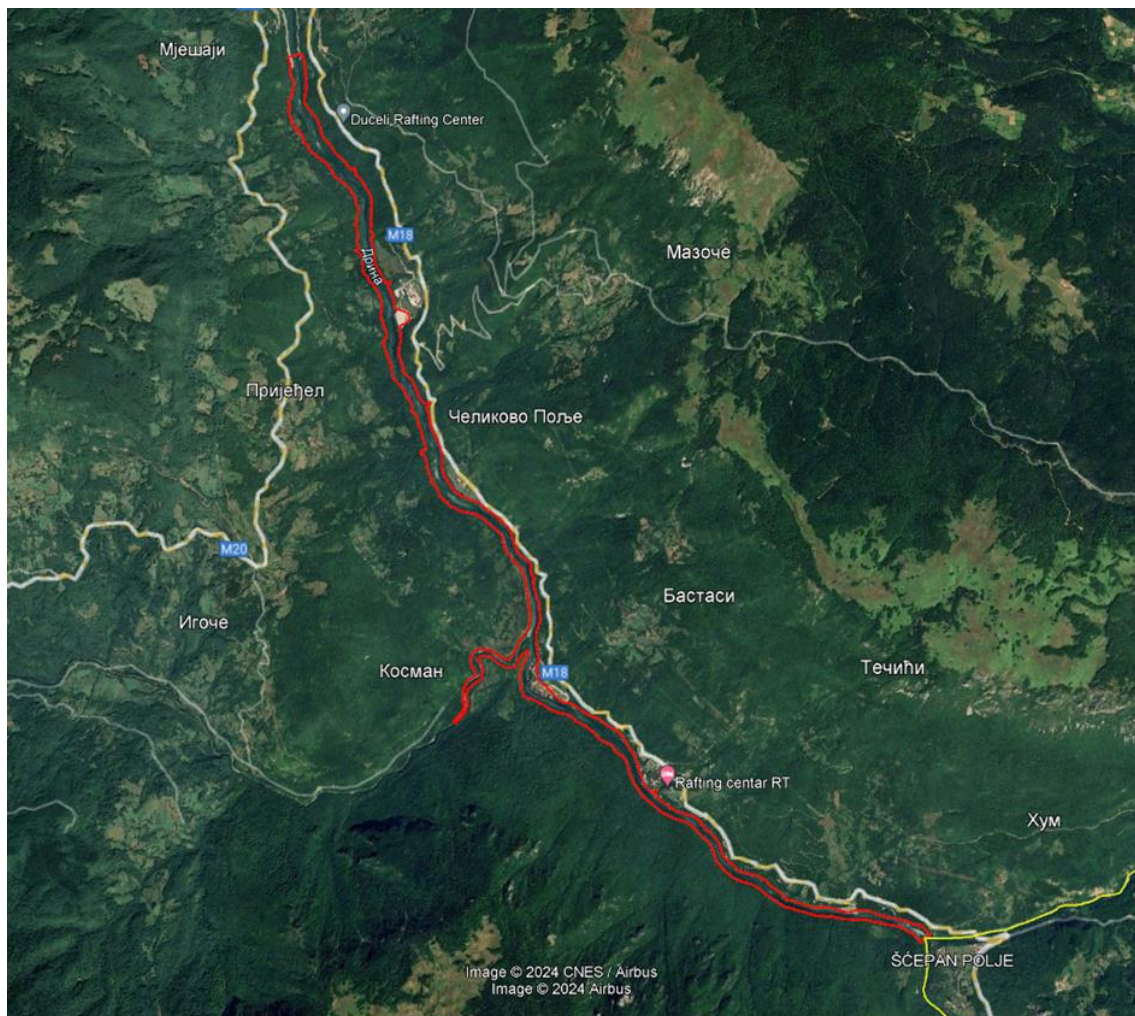 Мјешаји
Duceli Rafting Center
M18
Мазоче
Дрина
Пријеђел
Челиково Поље
M20
Бастаси
Игоче
Косман
Течићи
M18
Rafting centar RT
Хум
ŠĆEPAN POLJE
Image © 2024 CNES / Airbus
Image © 2024 Airbus